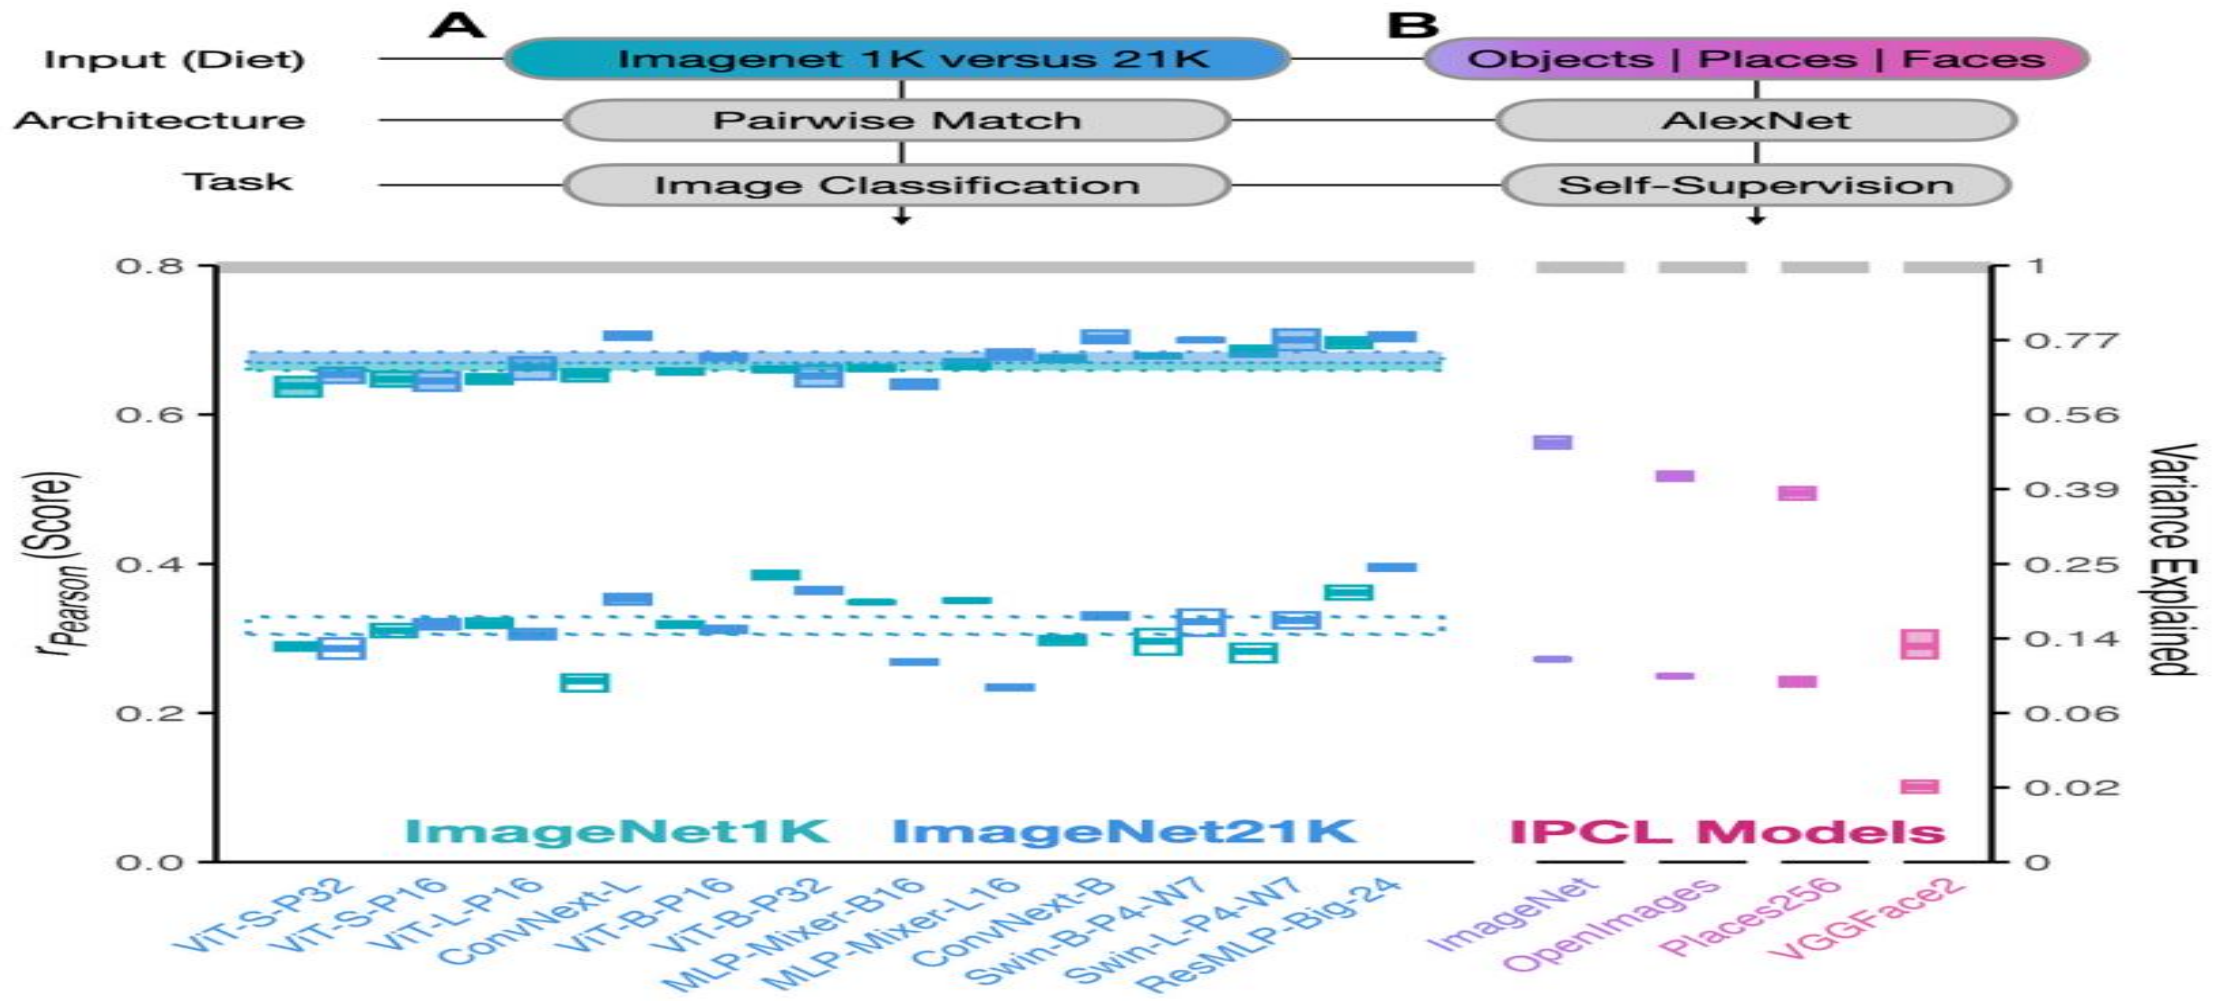 A
B
Input (Diet)
Imagenet 1K versus 21K
Objects | Places | Faces
Architecture
Pairwise Match
AlexNet
Task
Image Classification
Self-Supervision
0.8
0.6
0.4
0.2
0.0
rPearson (Score)
1
0.77
0.56
0.39
0.25
0.14
0.06
0.02
0
Variance Explained
ImageNet1K
ImageNet21K
IPCL Models
ViT-S-P32
ViT-S-P16
ViT-L-P16
ConvNext-L
ViT-B-P16
ViT-B-P32
MLP-Mixer-B16
MLP-Mixer-L16
ConvNext-B
Swin-B-P4-W7
Swin-L-P4-W7
ResMLP-Big-24
ImageNet
OpenImages
Places256
VGGFace2